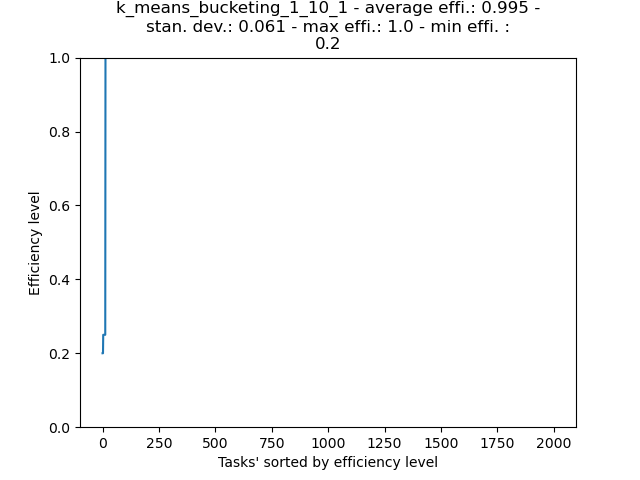 k_means_bucketing_1_10_1 - average effi.: 0.995 -
stan. dev.: 0.061 - max effi.: 1.0 - min effi. :
0.2
1.0
0.8
0.6
0.4
0.2
0.0
Efficiency level
0 250 500 750 1000 1250 1500 1750 2000
Tasks' sorted by efficiency level